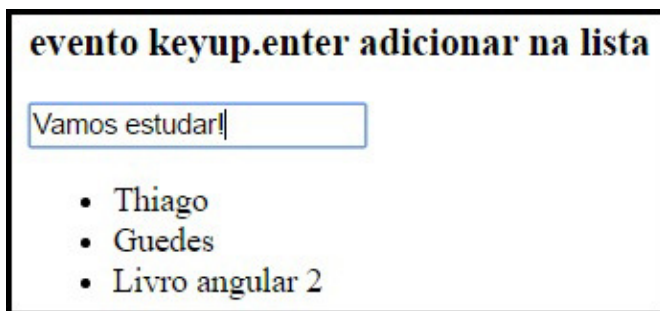 evento keyup.enter adicionar na lista
Vamos estudar!
• Thiago
• Guedes
• Livro angular 2